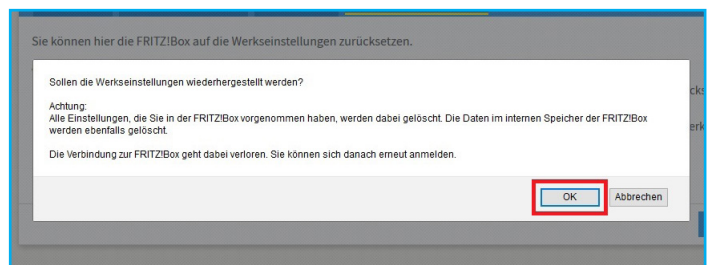 Sie können hier die FRITZ!Box auf die Werkseinstellungen zurücksetzen.
Sollen die Werkseinstellungen wiederhergestellt werden?
Achtung:
Alle Einstellungen, die Sie in der FRITZ!Box vorgenommen haben, werden dabei gelöscht. Die Daten im internen Speicher der FRITZ!Box
werden ebenfalls gelöscht.
Die Verbindung zur FRITZ!Box geht dabei verloren. Sie können sich danach erneut anmelden.
OK Abbrechen